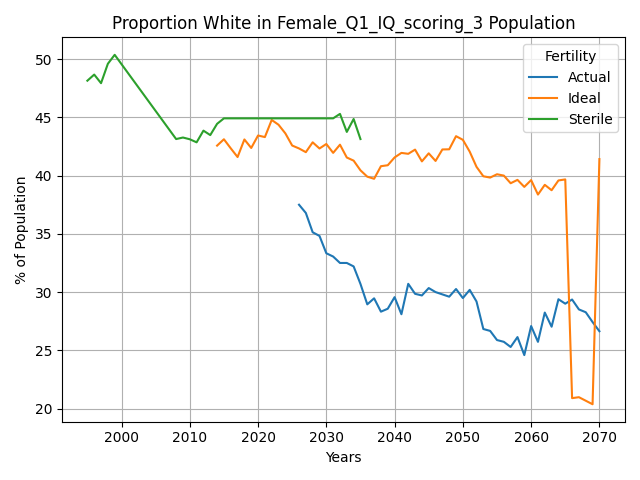 Proportion White in Female_Q1_IQ_scoring_3 Population
% of Population
50
45
40
35
30
25
20
Fertility
Actual
Ideal
Sterile
2000 2010 2020 2030 2040 2050 2060 2070
Years